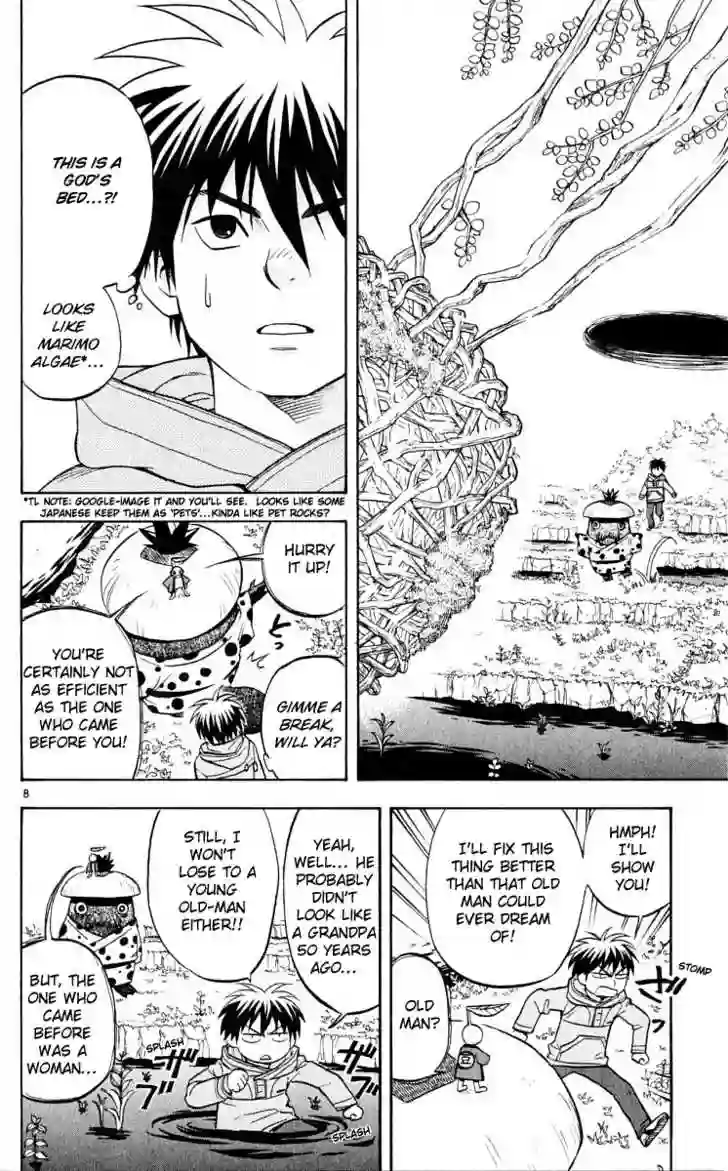 THIS IS A
GOD'S
BED...?!
LOOKS
LIKE
MARIMO
ALGAE*...
*TL NOTE: GOOGLE-IMAGE IT AND YOU'LL SEE. LOOKS LIKE SOME
JAPANESE KEEP THEM AS 'PETS'...KINDA LIKE PET ROCKS?
HURRY
IT UP!
YOU'RE
CERTAINLY NOT
AS EFFICIENT
AS THE ONE
WHO CAME
BEFORE YOU!
GIMME A
BREAK,
WILL YA?
8
HMPH!
I'LL
SHOW
YOU!
I'LL FIX THIS
THING BETTER
THAN THAT OLD
MAN COULD
EVER DREAM
OF!
STOMP
OLD
MAN?
YEAH,
WELL... HE
PROBABLY
DIDN'T
LOOK LIKE
A GRANDPA
50 YEARS
AGO...
STILL, I
WON'T
LOSE TO A
YOUNG
OLD-MAN
EITHER!!
SPLASH
ザブ
ザブ
SPLASH
BUT, THE
ONE WHO
CAME
BEFORE
WAS A
WOMAN...